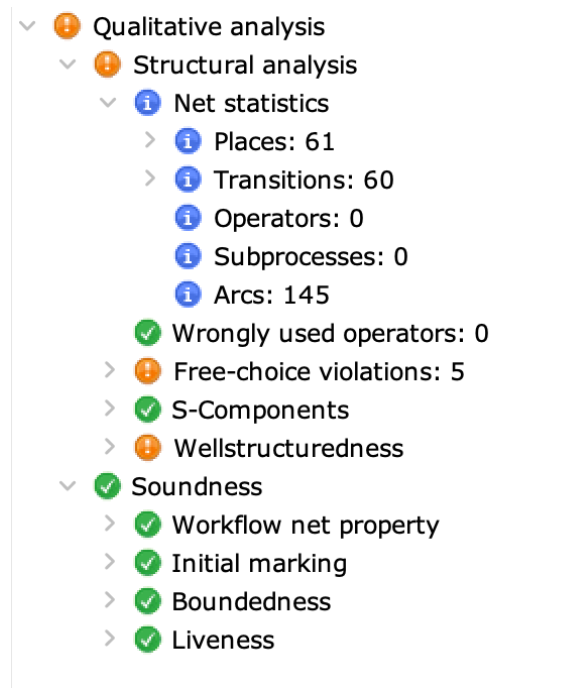 Qualitative analysis
Structural analysis
Net statistics
Places: 61
Transitions: 60
Operators: 0
Subprocesses: 0
Arcs: 145
Wrongly used operators: 0
Free-choice violations: 5
S-Components
Wellstructuredness
Soundness
Workflow net property
Initial marking
Boundedness
Liveness